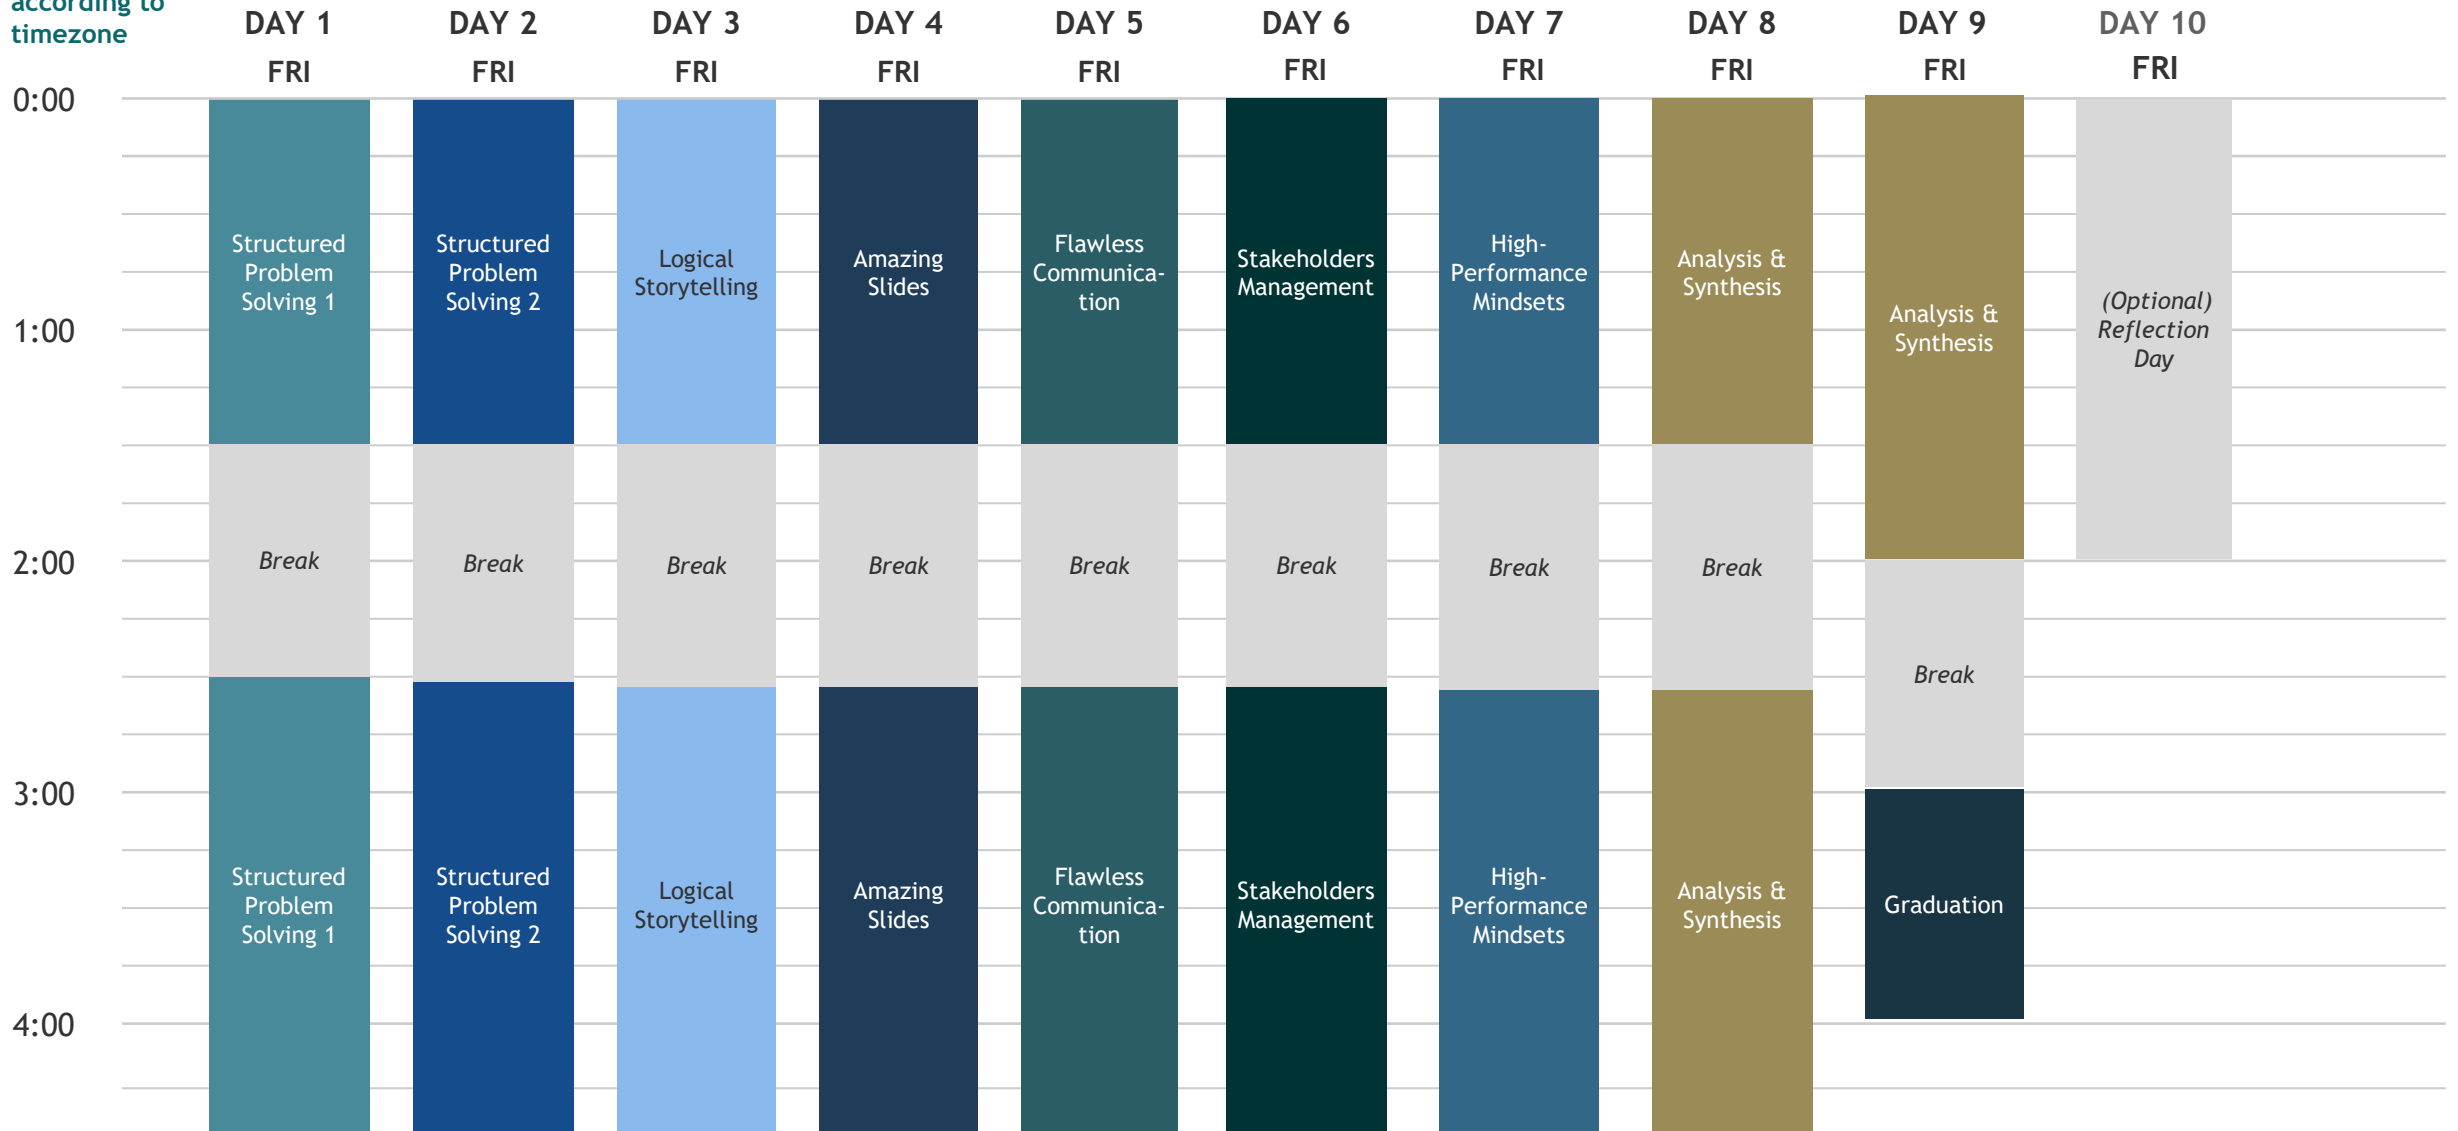 according to
timezone
DAY 1
DAY 2
DAY 3
DAY 4
DAY 5
DAY 6
DAY 7
DAY 8
DAY 9
DAY 10
FRI
FRI
FRI
FRI
FRI
FRI
FRI
FRI
FRI
FRI
0:00
1:00
2:00
3:00
4:00
Structured
Problem
Solving 1
Break
Structured
Problem
Solving 1
Structured
Problem
Solving 2
Break
Structured
Problem
Solving 2
Logical
Storytelling
Break
Logical
Storytelling
Amazing
Slides
Break
Amazing
Slides
Flawless
Communica-
tion
Break
Flawless
Communica-
tion
Stakeholders
Management
Break
Stakeholders
Management
High-
Performance
Mindsets
Break
High-
Performance
Mindsets
Analysis &
Synthesis
Break
Analysis &
Synthesis
Analysis &
Synthesis
Break
Graduation
(Optional)
Reflection
Day